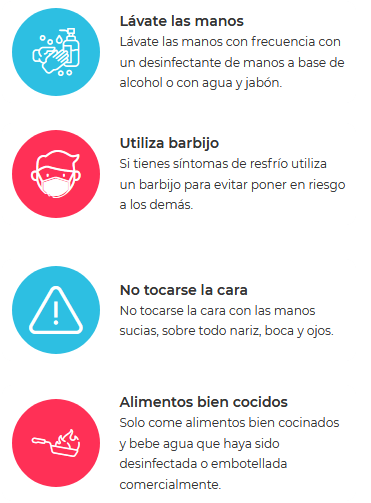 Lávate las manos
Lávate las manos con frecuencia con
un desinfectante de manos a base de
alcohol o con agua y jabón.
Utiliza barbijo
Si tienes síntomas de resfrío utiliza
un barbijo para evitar poner en riesgo
a los demás.
No tocarse la cara
No tocarse la cara con las manos
sucias, sobre todo nariz, boca y ojos.
Alimentos bien cocidos
Solo come alimentos bien cocinados
y bebe agua que haya sido
desinfectada o embotellada
comercialmente.